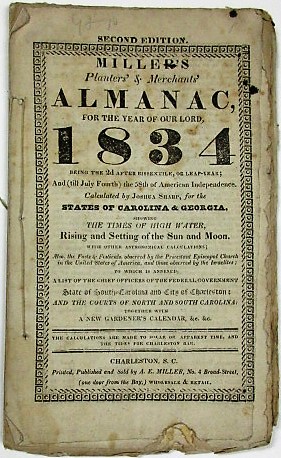 SECOND EDITION.
MILLER'S
Planters' & Merchants'
ALMANAC,
FOR THE YEAR OF OUR LORD,
1834
BEING THE 2d AFTER BISSEXTILE, OR LEAP-YEAR;
And (till July Fourth) the 58th of American Independence.
Calculated by JOSHUA SHARP, for the
STATES OF CAROLINA & GEORGIA:
SHOWING
THE TIMES OF HIGH WATER,
Rising and Setting of the Sun and Moon.
WITH OTHER ASTRONOMICAL CALCULATIONS;
Also, the Fasts & Festivals observed by the Protestant Episcopal Church
in the United States of America, and those observed by the Israelites;
TO WHICH IS ANNEXED;
A LIST OF THE CHIEF OFFICERS OF THE FEDERAL GOVERNMENT
State of South-Carolina and City of Charleston:
AND THE COURTS OF NORTH AND SOUTH CAROLINA:
TOGETHER WITH
A NEW GARDENER'S CALENDAR, &c. &c.
THE CALCULATIONS ARE MADE TO SOLAR OR APPARENT TIME, AND
THE TIDES FOR CHARLESTON BAR.
CHARLESTON, S. C.
Printed, Published and Sold by A. E. MILLER, No. 4 Broad-Street,
(one door from the Bay,) WHOLESALE & RETAIL.